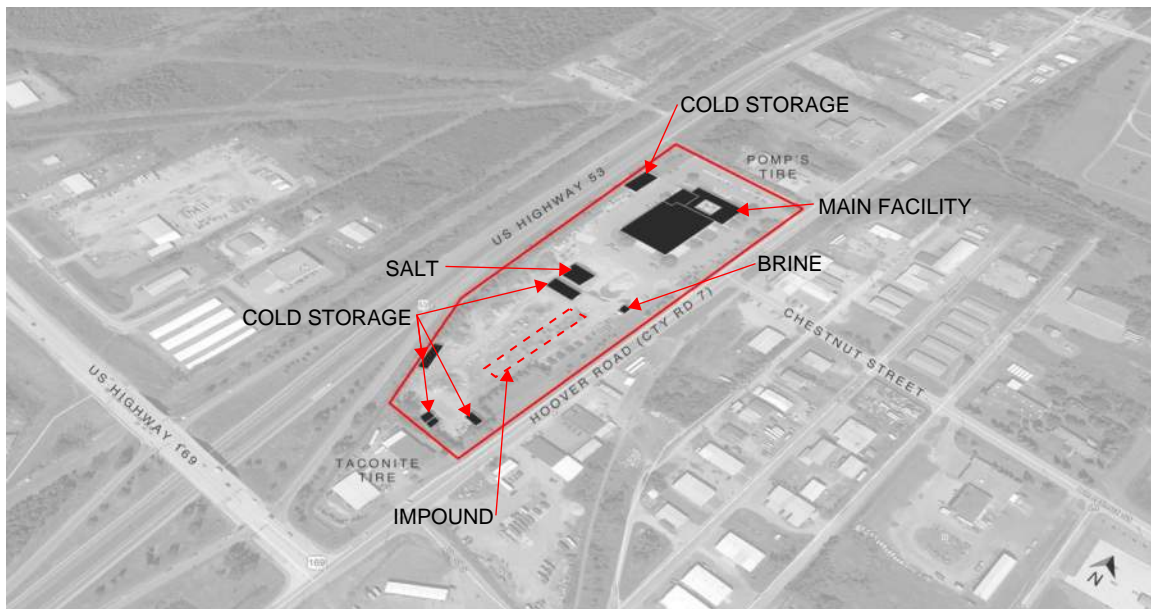 COLD STORAGE
POMP'S
TIRE
US HIGHWAY 53
MAIN FACILITY
SALT
BRINE
COLD STORAGE
HOOVER ROAD (CTY RD 7)
CHESTNUT STREET
US HIGHWAY 169
TACONITE
TIRE
IMPOUND
169
N